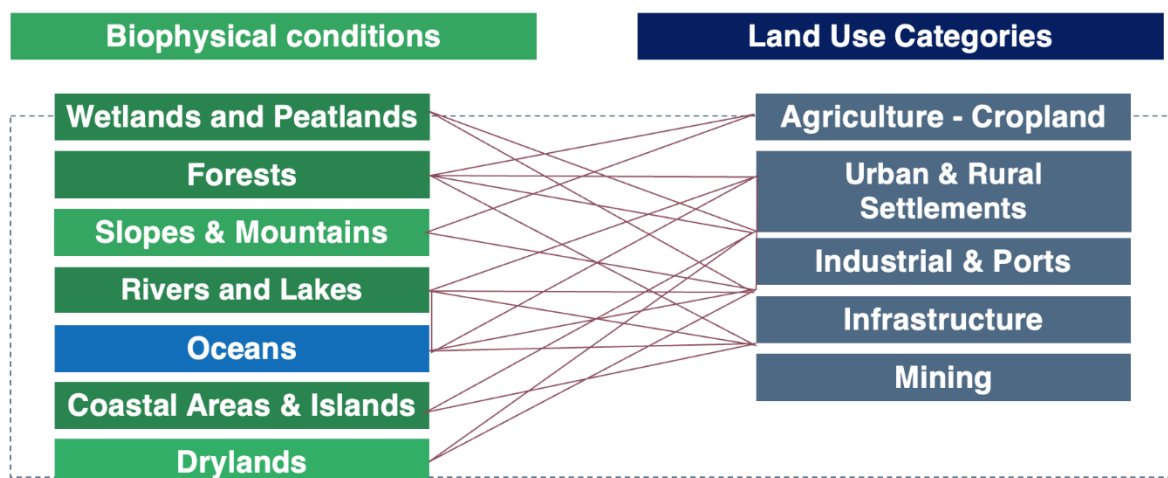 Biophysical conditions
Land Use Categories
Wetlands and Peatlands
Forests
Slopes & Mountains
Rivers and Lakes
Oceans
Coastal Areas & Islands
Drylands
Agriculture - Cropland
Urban & Rural
Settlements
Industrial & Ports
Infrastructure
Mining